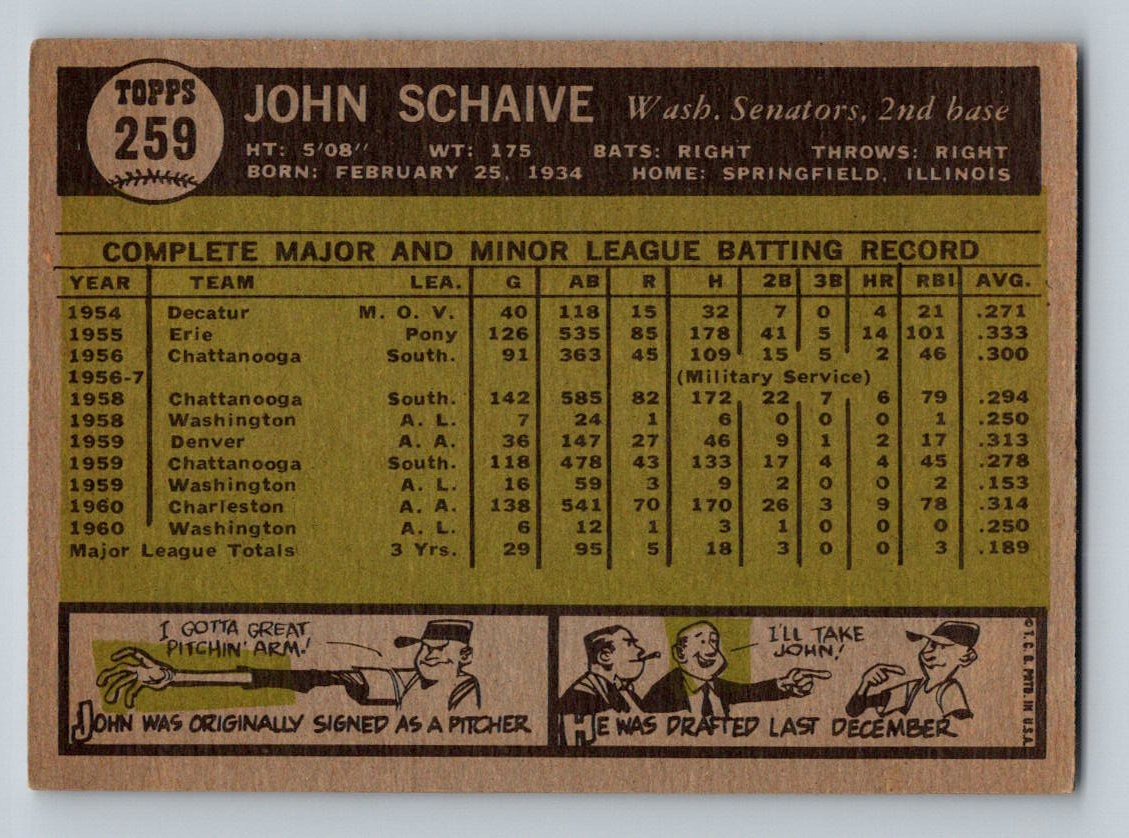 TOPPS
259
JOHN SCHAIVE Wash. Senators, 2nd base
HT: 5'08" WT: 175 BATS: RIGHT THROWS: RIGHT
BORN: FEBRUARY 25, 1934 HOME: SPRINGFIELD, ILLINOIS
COMPLETE MAJOR AND MINOR LEAGUE BATTING RECORD
YEAR TEAM LEA. G AB R H 2B 3B HR RBI AVG.
1954 Decatur M. O. V. 40 118 15 32 7 0 4 21 .271
1955 Erie Pony 126 535 85 178 41 5 14 101 .333
1956 Chattanooga South. 91 363 45 109 15 5 2 46 .300
1956-7 (Military Service)
1958 Chattanooga South. 142 585 82 172 22 7 6 79 .294
1958 Washington A. L. 7 24 1 6 0 0 0 1 .250
1959 Denver A. A. 36 147 27 46 9 1 2 17 .313
1959 Chattanooga South. 118 478 43 133 17 4 4 45 .278
1959 Washington A. L. 16 59 3 9 2 0 0 2 .153
1960 Charleston A. A. 138 541 70 170 26 3 9 78 .314
1960 Washington A. L. 6 12 1 3 1 0 0 0 .250
Major League Totals 3 Yrs. 29 95 5 18 3 0 0 3 .189
I GOTTA GREAT
PITCHIN' ARM!
JOHN WAS ORIGINALLY SIGNED AS A PITCHER
I'LL TAKE
JOHN!
HE WAS DRAFTED LAST DECEMBER
© T. C. G. PRTD. IN U.S.A.